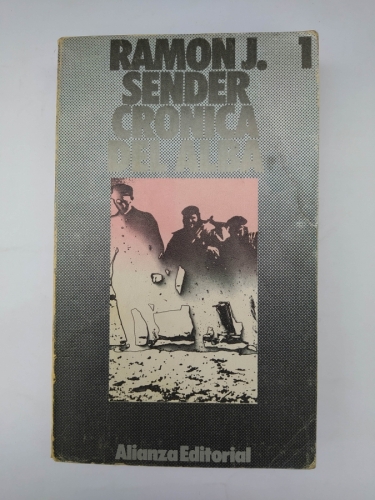 RAMON J. 1
SENDER
CRONICA
DEL ALBA
Alianza Editorial